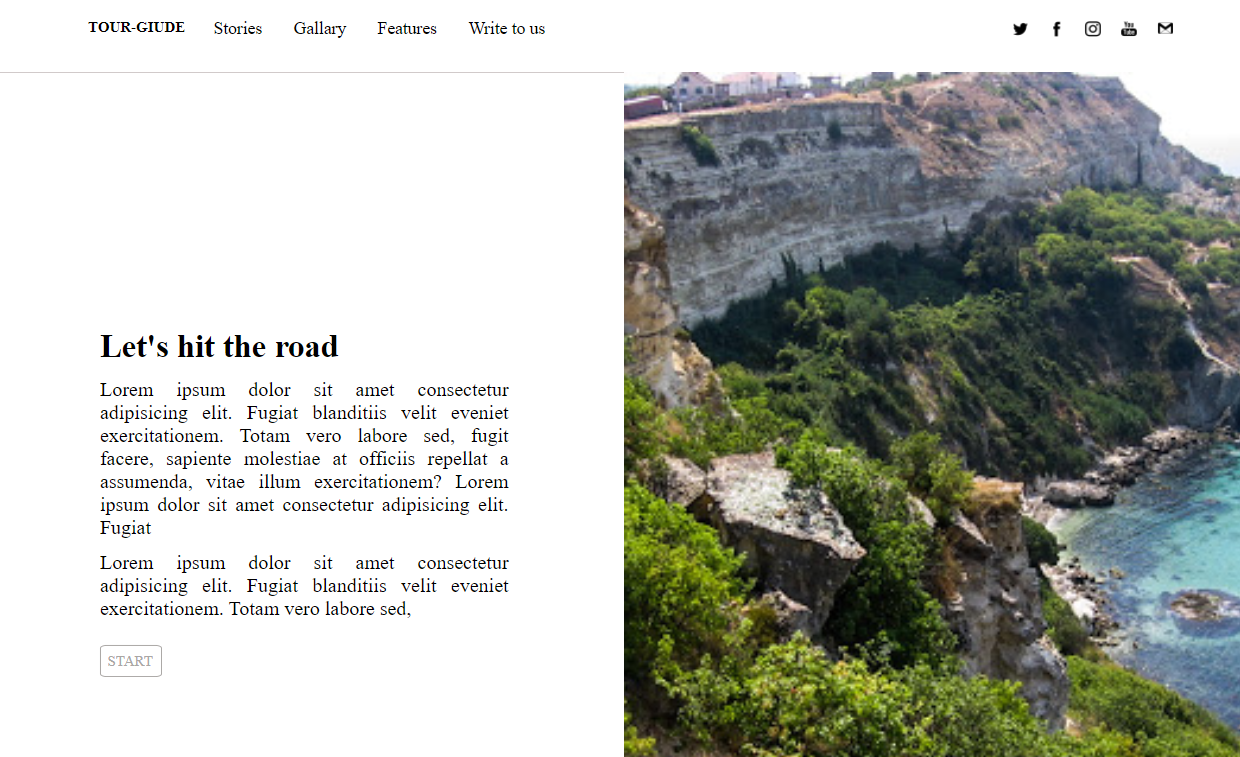 TOUR-GIUDE Stories Gallary Features Write to us
Let's hit the road
Lorem ipsum dolor sit amet consectetur
adipisicing elit. Fugiat blanditiis velit eveniet
exercitationem. Totam vero labore sed, fugit
facere, sapiente molestiae at officiis repellat a
assumenda, vitae illum exercitationem? Lorem
ipsum dolor sit amet consectetur adipisicing elit.
Fugiat
Lorem ipsum dolor sit amet consectetur
adipisicing elit. Fugiat blanditiis velit eveniet
exercitationem. Totam vero labore sed,
START